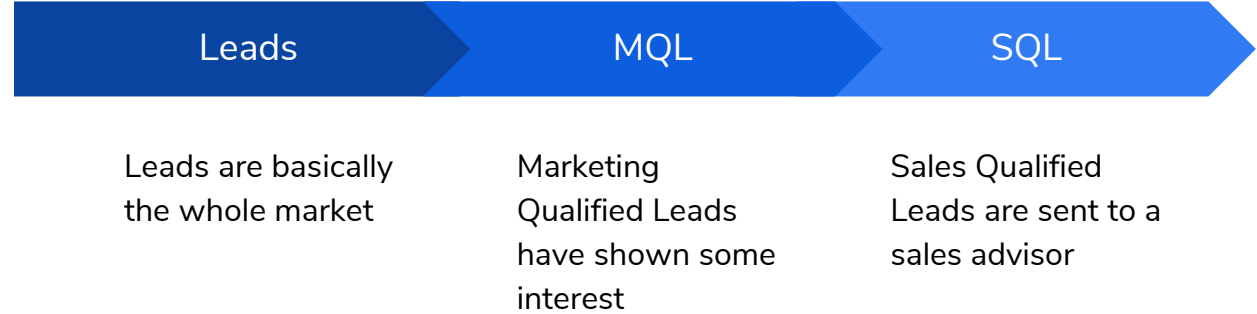 Leads
MQL
SQL
Leads are basically
the whole market
Marketing
Qualified Leads
have shown some
interest
Sales Qualified
Leads are sent to a
sales advisor